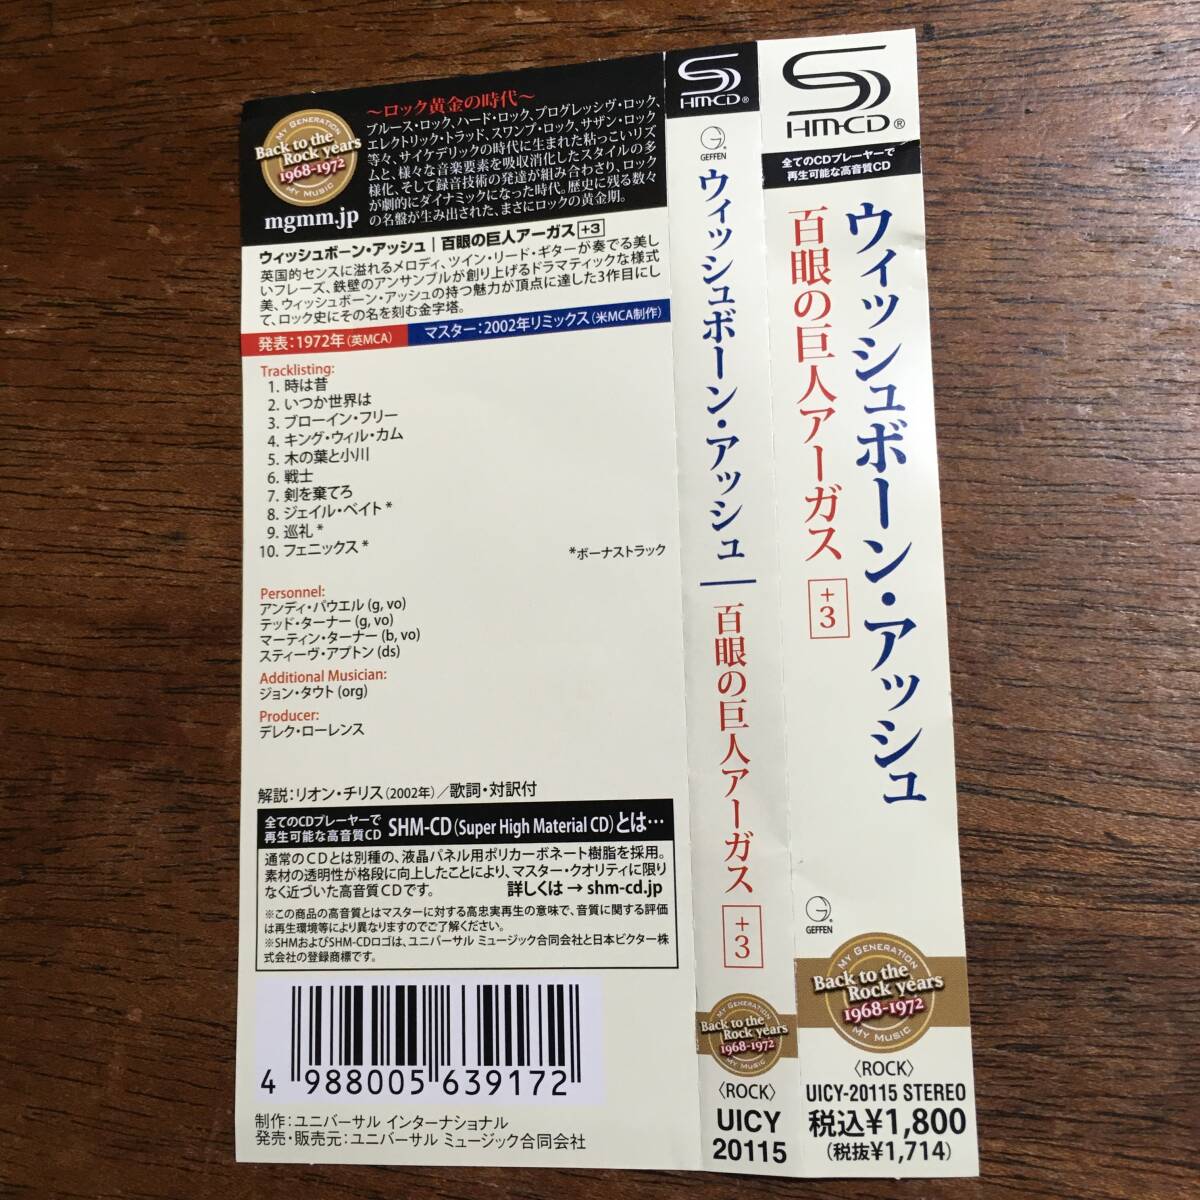 MY GENERATION
Back to the
Rock years
1968-1972
MY MUSIC
mgmm.jp
～ロック黄金の時代～
ブルース・ロック、ハード・ロック、プログレッシヴ・ロック、
エレクトリック・トラッド、スワンプ・ロック、サザン・ロック
等々、サイケデリックの時代に生まれた粘っこいリズ
ムと、様々な音楽要素を吸収消化したスタイルの多
様化、そして録音技術の発達が組み合わさり、ロック
が劇的にダイナミックになった時代。歴史に残る数々
の名盤が生み出された、まさにロックの黄金期。
ウィッシュボーン・アッシュ｜百眼の巨人アーガス +3
英国的センスに溢れるメロディ、ツイン・リード・ギターが奏でる美し
いフレーズ、鉄壁のアンサンブルが創り上げるドラマティックな様式
美、ウィッシュボーン・アッシュの持つ魅力が頂点に達した3作目にし
て、ロック史にその名を刻む金字塔。
発表：1972年（英MCA） マスター：2002年リミックス（米MCA制作）
Tracklisting:
1. 時は昔
2. いつか世界は
3. ブローイン・フリー
4. キング・ウィル・カム
5. 木の葉と小川
6. 戦士
7. 剣を棄てろ
8. ジェイル・ベイト*
9. 巡礼*
10. フェニックス* *ボーナストラック
Personnel:
アンディ・パウエル (g, vo)
テッド・ターナー (g, vo)
マーティン・ターナー (b, vo)
スティーヴ・アプトン (ds)
Additional Musician:
ジョン・タウト (org)
Producer:
デレク・ローレンス
解説：リオン・チリス（2002年）／歌詞・対訳付
全てのCDプレーヤーで
再生可能な高音質CD
SHM-CD（Super High Material CD）とは…
通常のCDとは別種の、液晶パネル用ポリカーボネート樹脂を採用。
素材の透明性が格段に向上したことにより、マスター・クオリティに限り
なく近づいた高音質CDです。 詳しくは→ shm-cd.jp
※この商品の高音質とはマスターに対する高忠実再生の意味で、音質に関する評価
は再生環境等により異なりますのでご了解ください。
※SHMおよびSHM-CDロゴは、ユニバーサル ミュージック合同会社と日本ビクター株
式会社の登録商標です。
4 988005 639172
制作：ユニバーサル インターナショナル
発売・販売元：ユニバーサル ミュージック合同会社
SHM-CD®
GEFFEN
ウィッシュボーン・アッシュ｜百眼の巨人アーガス +3
MY GENERATION
Back to the
Rock years
1968-1972
MY MUSIC
〈ROCK〉
UICY
20115
SHM-CD®
全てのCDプレーヤーで
再生可能な高音質CD
ウィッシュボーン・アッシュ
百眼の巨人アーガス +3
GEFFEN
MY GENERATION
Back to the
Rock years
1968-1972
MY MUSIC
〈ROCK〉
UICY-20115 STEREO
税込¥1,800
（税抜¥1,714）